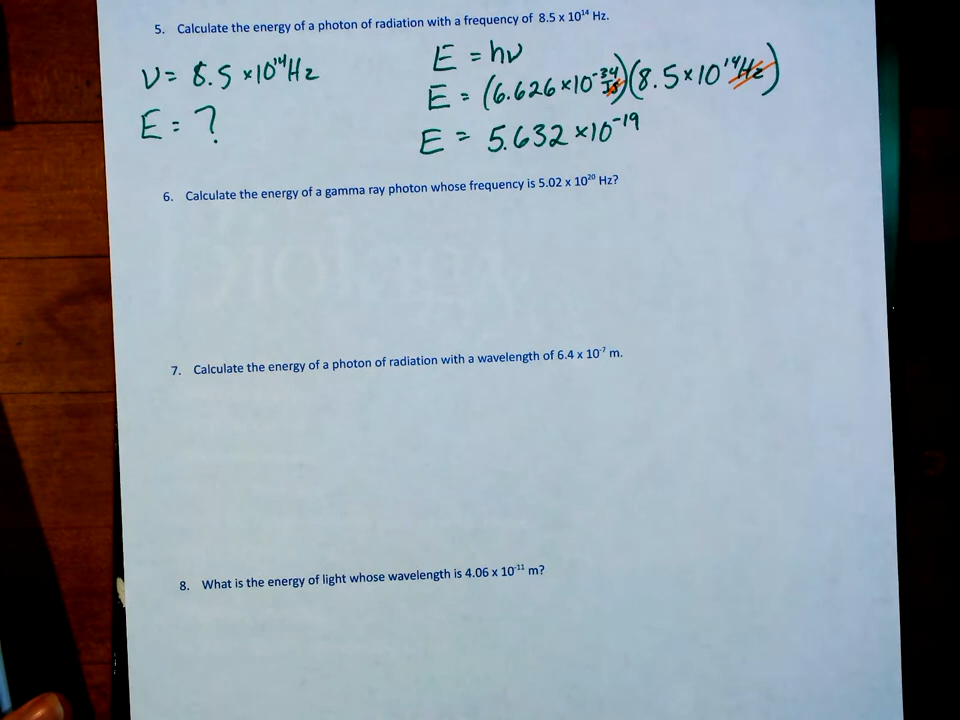 5. Calculate the energy of a photon of radiation with a frequency of 8.5 x 10¹⁴ Hz.
ν = 8.5 ×10¹⁴Hz
E = ?
E = hν
E = (6.626×10⁻³⁴ Js)(8.5×10¹⁴Hz)
E = 5.632 ×10⁻¹⁹
6. Calculate the energy of a gamma ray photon whose frequency is 5.02 x 10²⁰ Hz?
7. Calculate the energy of a photon of radiation with a wavelength of 6.4 x 10⁻⁷ m.
8. What is the energy of light whose wavelength is 4.06 x 10⁻¹¹ m?